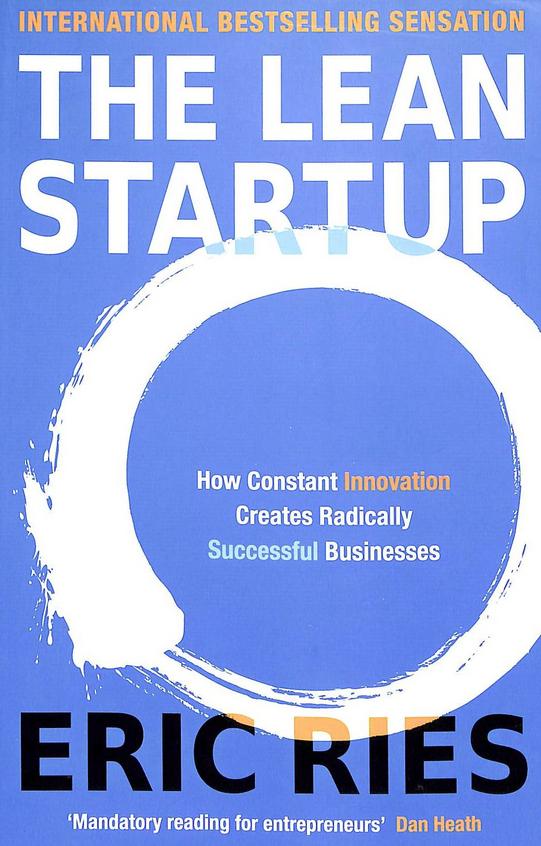 INTERNATIONAL BESTSELLING SENSATION
THE LEAN
STARTUP
How Constant Innovation
Creates Radically
Successful Businesses
ERIC RIES
‘Mandatory reading for entrepreneurs’ Dan Heath